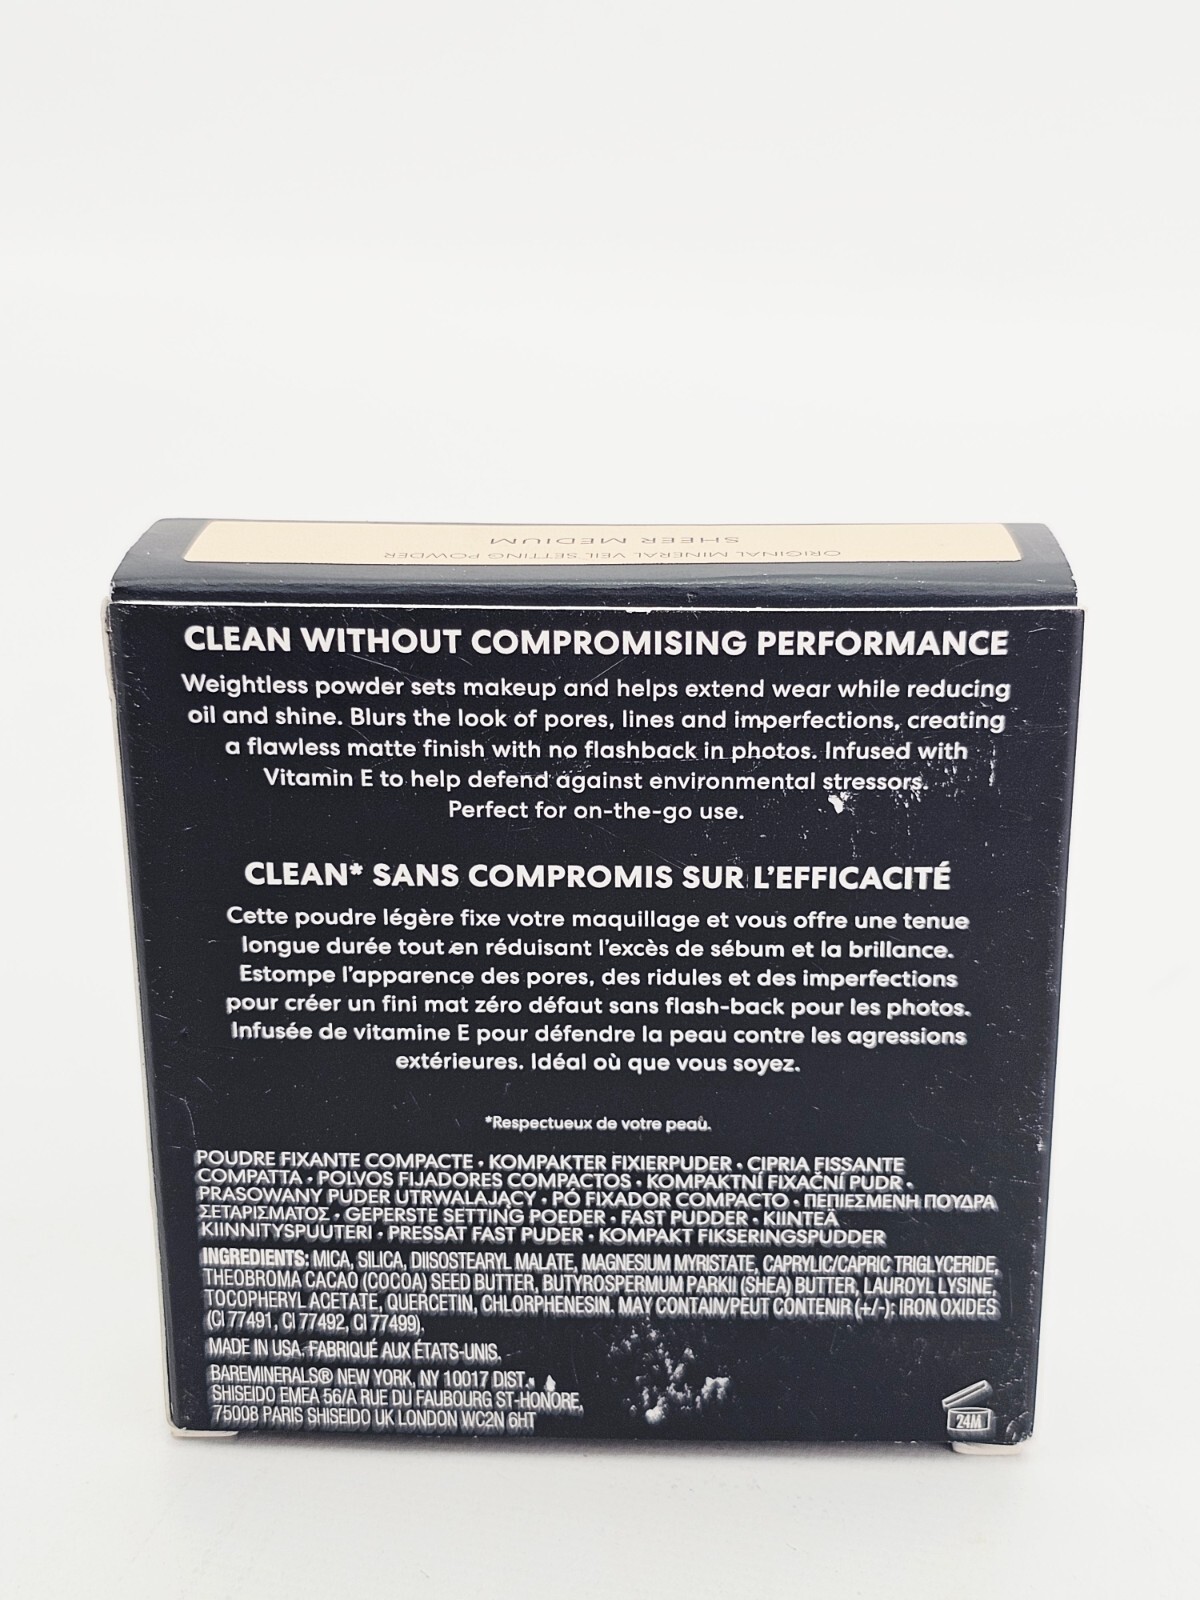 SHEER MEDIUM
ORIGINAL MINERAL VEIL SETTING POWDER
CLEAN WITHOUT COMPROMISING PERFORMANCE
Weightless powder sets makeup and helps extend wear while reducing
oil and shine. Blurs the look of pores, lines and imperfections, creating
a flawless matte finish with no flashback in photos. Infused with
Vitamin E to help defend against environmental stressors.
Perfect for on-the-go use.
CLEAN* SANS COMPROMIS SUR L'EFFICACITÉ
Cette poudre légère fixe votre maquillage et vous offre une tenue
longue durée tout en réduisant l'excès de sébum et la brillance.
Estompe l'apparence des pores, des ridules et des imperfections
pour créer un fini mat zéro défaut sans flash-back pour les photos.
Infusée de vitamine E pour défendre la peau contre les agressions
extérieures. Idéal où que vous soyez.
*Respectueux de votre peau.
POUDRE FIXANTE COMPACTE • KOMPAKTER FIXIERPUDER • CIPRIA FISSANTE
COMPATTA • POLVOS FIJADORES COMPACTOS • KOMPAKTNÍ FIXAČNÍ PUDR •
PRASOWANY PUDER UTRWALAJĄCY • PÓ FIXADOR COMPACTO • ΠΕΠΙΕΣΜΕΝΗ ΠΟΥΔΡΑ
ΣΕΤΑΡΙΣΜΑΤΟΣ • GEPERSTE SETTING POEDER • FAST PUDDER • KIINTEÄ
KIINNITYSPUUTERI • PRESSAT FAST PUDER • KOMPAKT FIKSERINGSPUDDER
INGREDIENTS: MICA, SILICA, DIISOSTEARYL MALATE, MAGNESIUM MYRISTATE, CAPRYLIC/CAPRIC TRIGLYCERIDE,
THEOBROMA CACAO (COCOA) SEED BUTTER, BUTYROSPERMUM PARKII (SHEA) BUTTER, LAUROYL LYSINE,
TOCOPHERYL ACETATE, QUERCETIN, CHLORPHENESIN. MAY CONTAIN/PEUT CONTENIR (+/-): IRON OXIDES
(CI 77491, CI 77492, CI 77499).
MADE IN USA. FABRIQUÉ AUX ÉTATS-UNIS.
BAREMINERALS® NEW YORK, NY 10017 DIST.
SHISEIDO EMEA 56/A RUE DU FAUBOURG ST-HONORE,
75008 PARIS SHISEIDO UK LONDON WC2N 6HT
24M